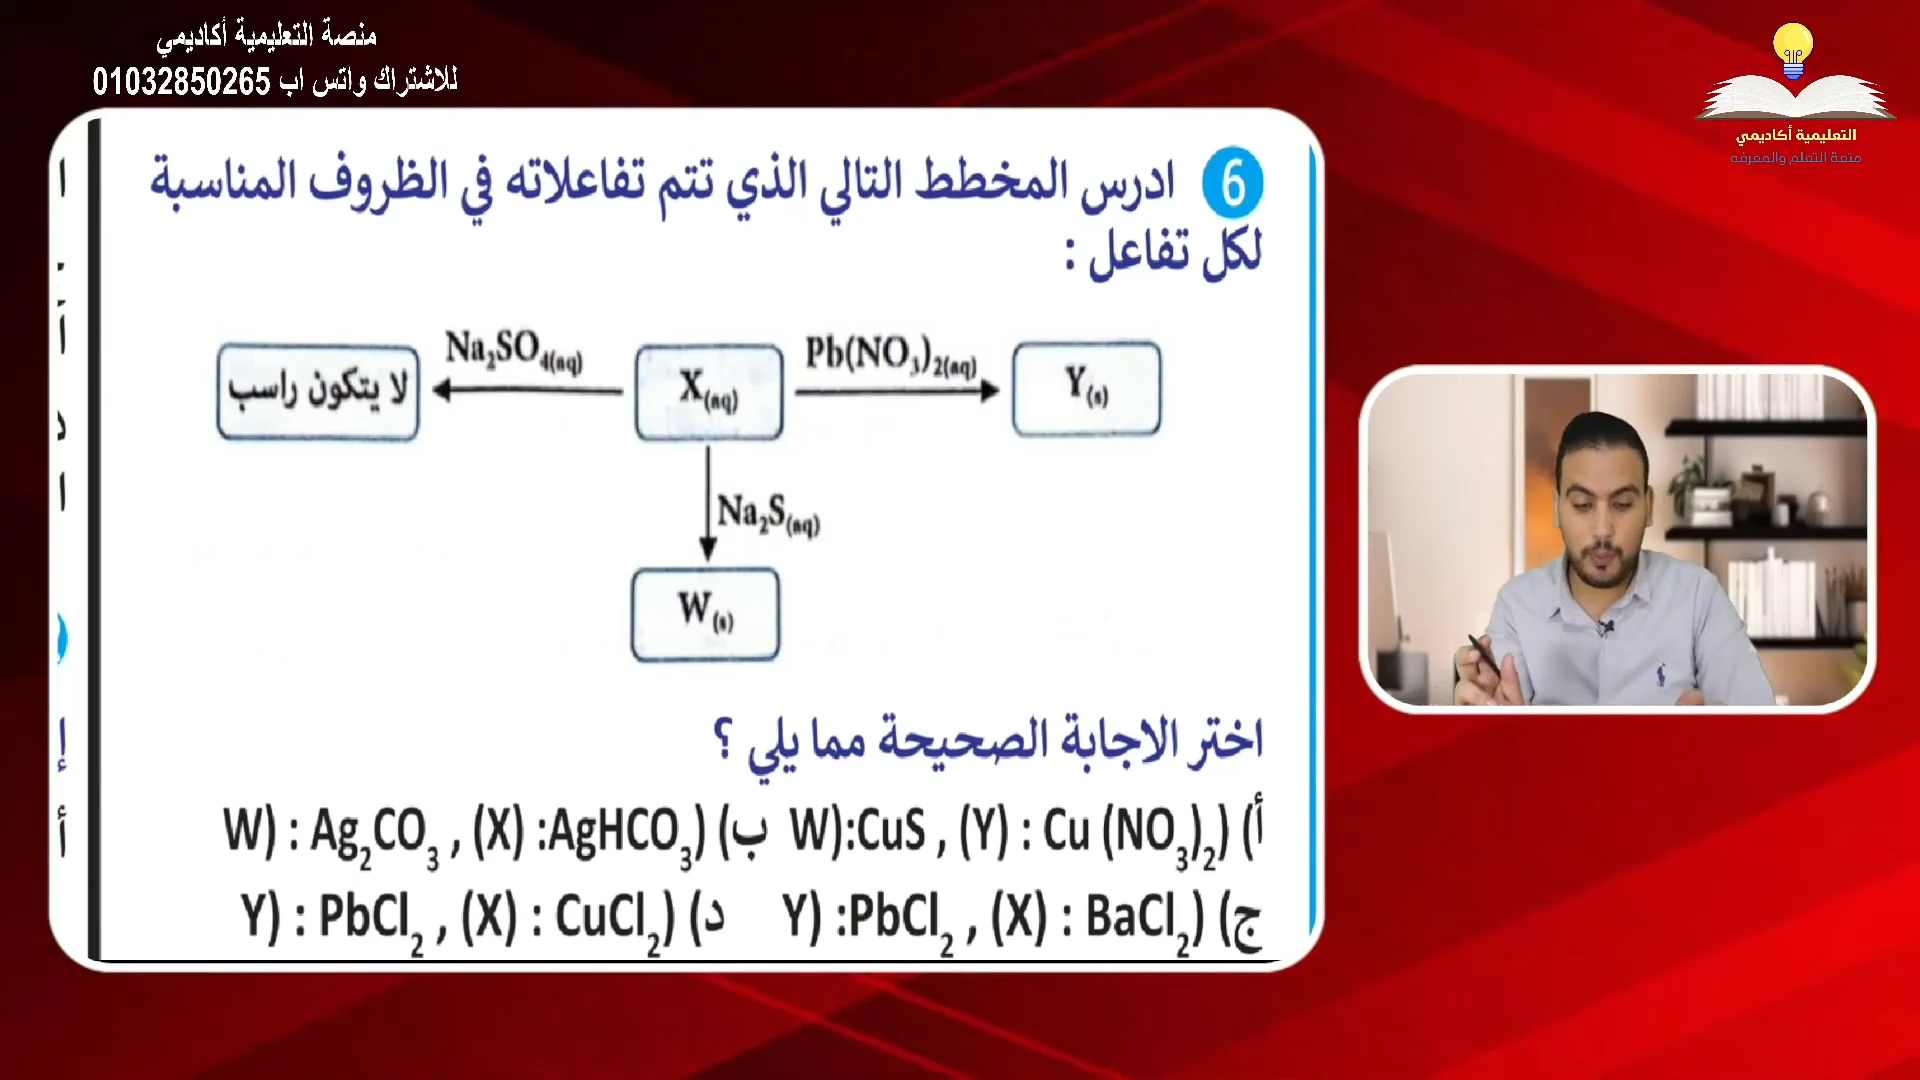 منصة التعليمية أكاديمي
للاشتراك واتس اب 01032850265
التعليمية أكاديمي
متعة التعلم والمعرفه
6 ادرس المخطط التالي الذي تتم تفاعلاته في الظروف المناسبة
لكل تفاعل :
لا يتكون راسب
Na₂SO₄(aq)
X(aq)
Pb(NO₃)₂(aq)
Y(s)
Na₂S(aq)
W(s)
اختر الاجابة الصحيحة مما يلي ؟
أ) W):CuS , (Y) : Cu (NO₃)₂)
ب) W) : Ag₂CO₃ , (X) :AgHCO₃)
ج) Y) :PbCl₂ , (X) : BaCl₂)
د) Y) : PbCl₂ , (X) : CuCl₂)